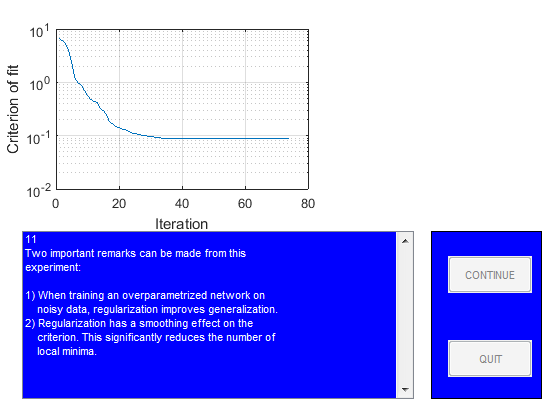 10^1
10^0
10^-1
10^-2
Criterion of fit
0 20 40 60 80
Iteration
11
Two important remarks can be made from this
experiment:
1) When training an overparametrized network on
noisy data, regularization improves generalization.
2) Regularization has a smoothing effect on the
criterion. This significantly reduces the number of
local minima.
CONTINUE
QUIT